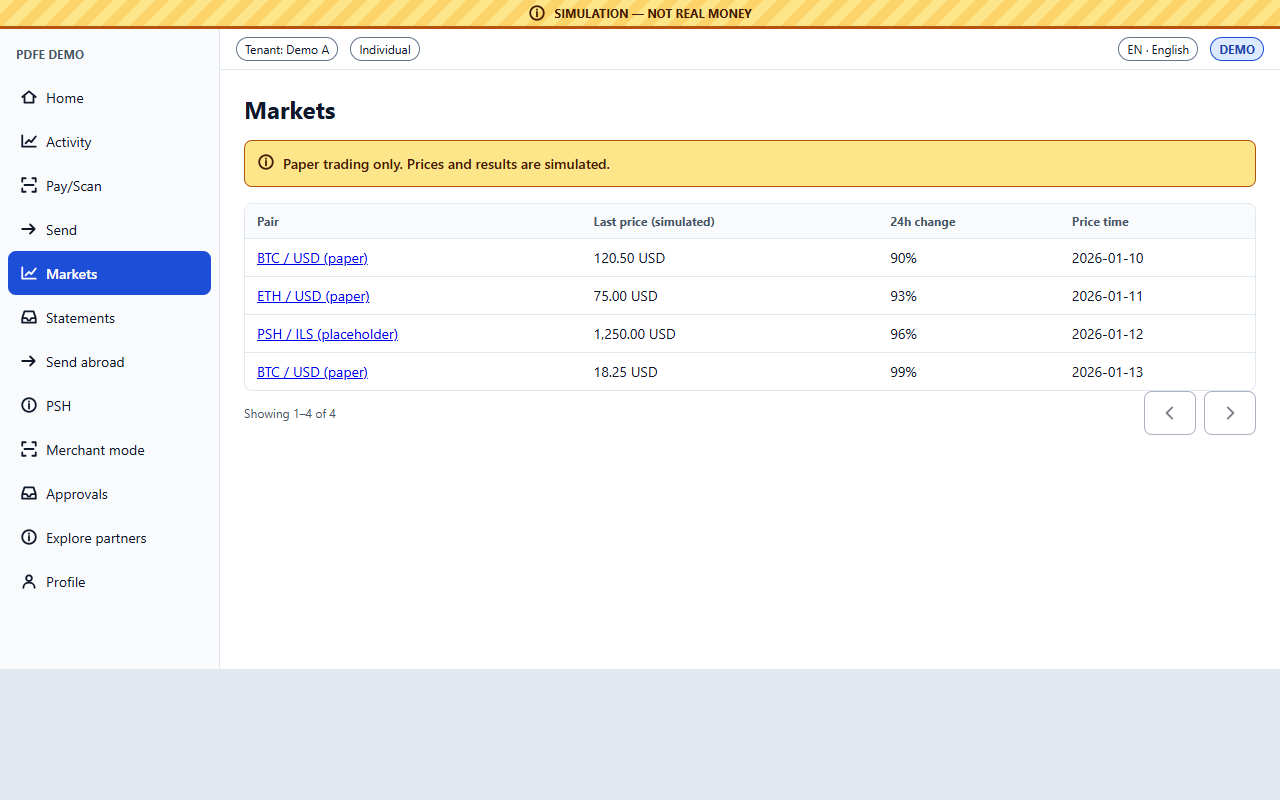 SIMULATION — NOT REAL MONEY
PDFE DEMO
Tenant: Demo A
Individual
EN · English
DEMO
Home
Activity
Pay/Scan
Send
Markets
Statements
Send abroad
PSH
Merchant mode
Approvals
Explore partners
Profile
Markets
Paper trading only. Prices and results are simulated.
Pair Last price (simulated) 24h change Price time
BTC / USD (paper) 120.50 USD 90% 2026-01-10
ETH / USD (paper) 75.00 USD 93% 2026-01-11
PSH / ILS (placeholder) 1,250.00 USD 96% 2026-01-12
BTC / USD (paper) 18.25 USD 99% 2026-01-13
Showing 1–4 of 4